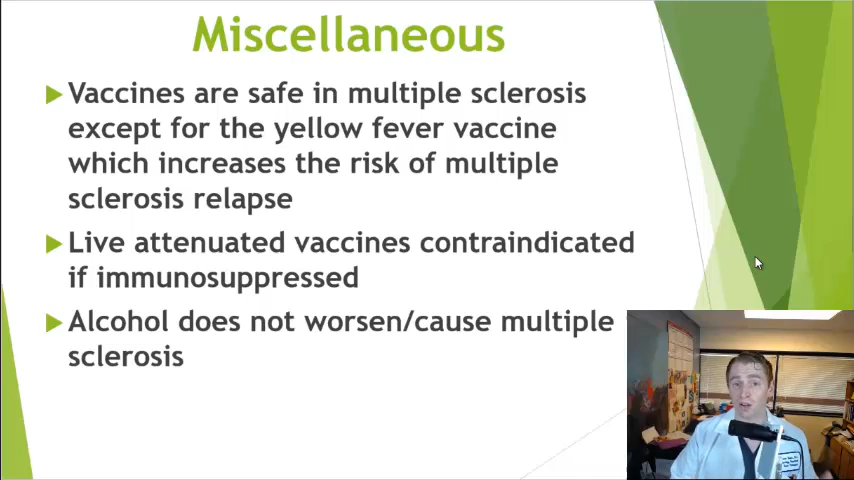 Miscellaneous
Vaccines are safe in multiple sclerosis
except for the yellow fever vaccine
which increases the risk of multiple
sclerosis relapse
Live attenuated vaccines contraindicated
if immunosuppressed
Alcohol does not worsen/cause multiple
sclerosis